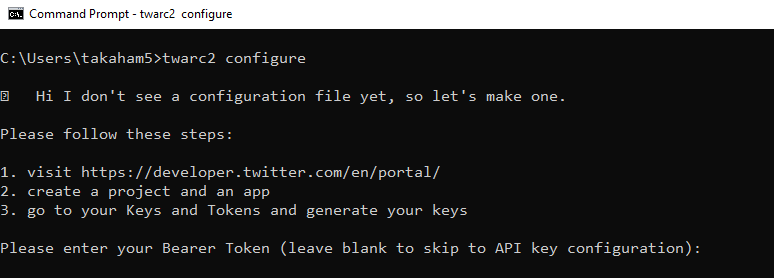 Command Prompt - twarc2 configure
C:\Users\takaham5>twarc2 configure
Hi I don't see a configuration file yet, so let's make one.
Please follow these steps:
1. visit https://developer.twitter.com/en/portal/
2. create a project and an app
3. go to your Keys and Tokens and generate your keys
Please enter your Bearer Token (leave blank to skip to API key configuration):